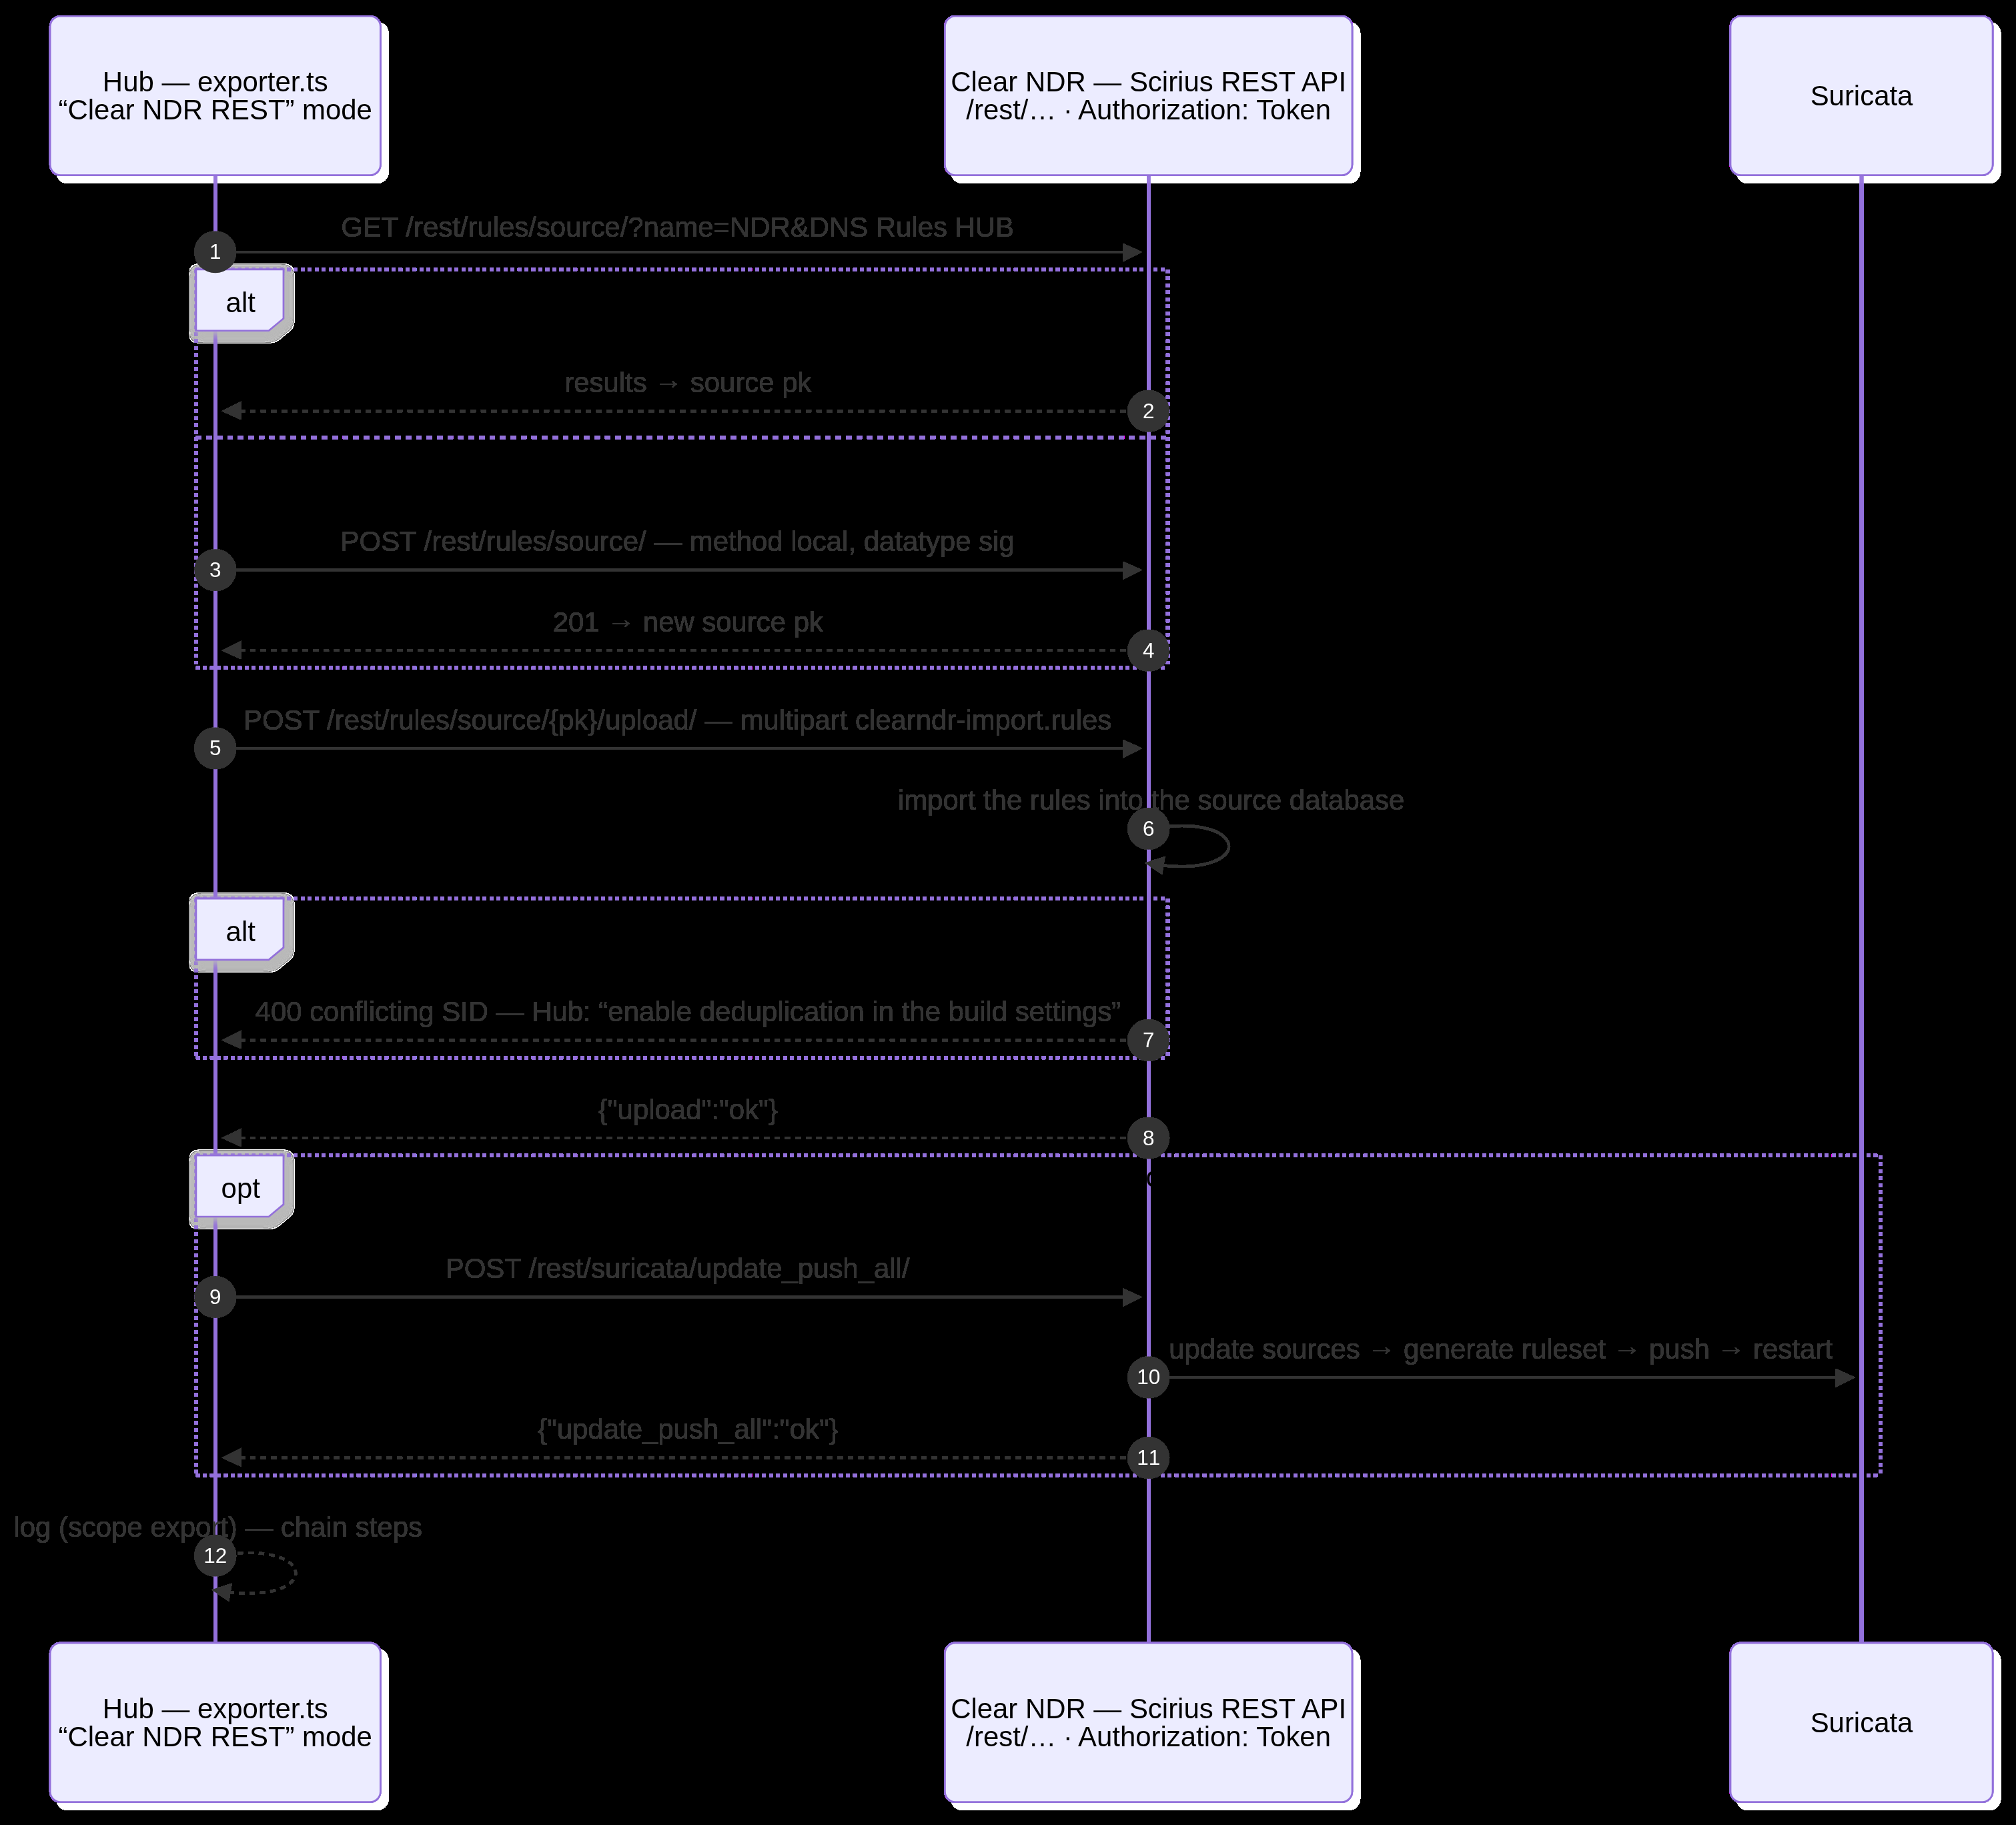 Hub — exporter.ts
“Clear NDR REST” mode
Clear NDR — Scirius REST API
/rest/… · Authorization: Token
Suricata
GET /rest/rules/source/?name=NDR&DNS Rules HUB
1
alt
results → source pk
2
POST /rest/rules/source/ — method local, datatype sig
3
201 → new source pk
4
POST /rest/rules/source/{pk}/upload/ — multipart clearndr-import.rules
5
import the rules into the source database
6
alt
400 conflicting SID — Hub: “enable deduplication in the build settings”
7
{"upload":"ok"}
8
opt
POST /rest/suricata/update_push_all/
9
update sources → generate ruleset → push → restart
10
{"update_push_all":"ok"}
11
log (scope export) — chain steps
12
Hub — exporter.ts
“Clear NDR REST” mode
Clear NDR — Scirius REST API
/rest/… · Authorization: Token
Suricata